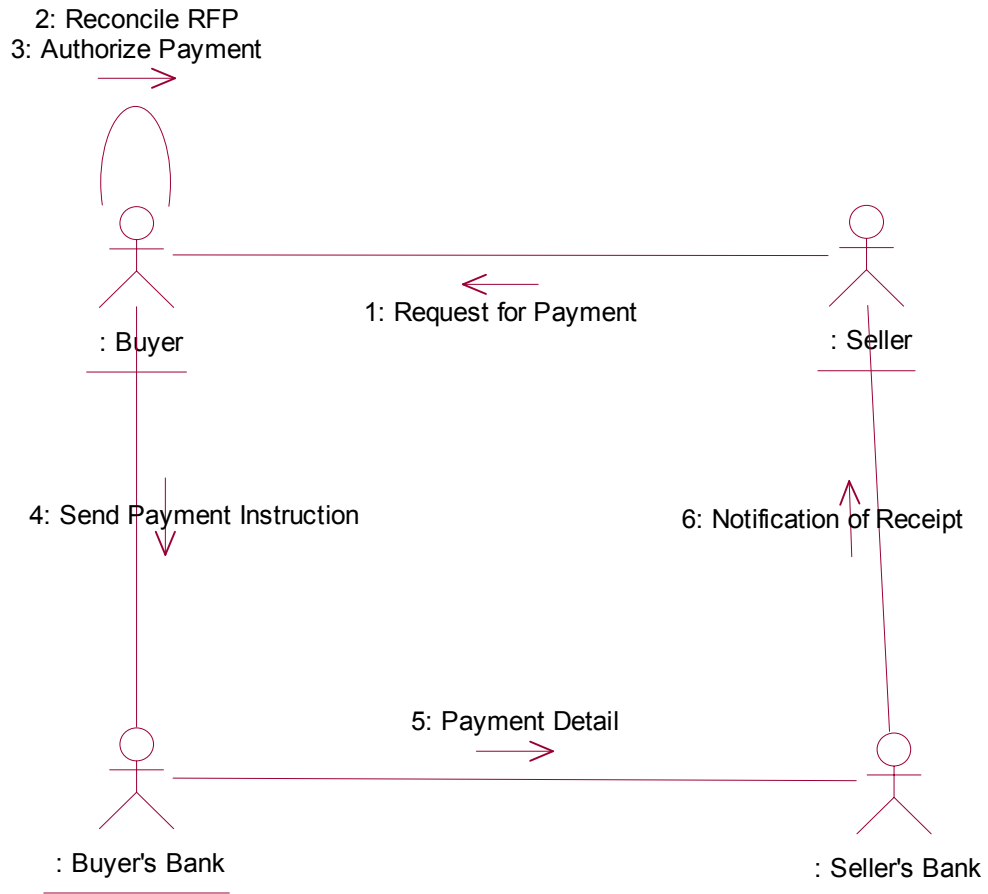 2: Reconcile RFP
3: Authorize Payment
1: Request for Payment
: Buyer
: Seller
4: Send Payment Instruction
6: Notification of Receipt
5: Payment Detail
: Buyer's Bank
: Seller's Bank